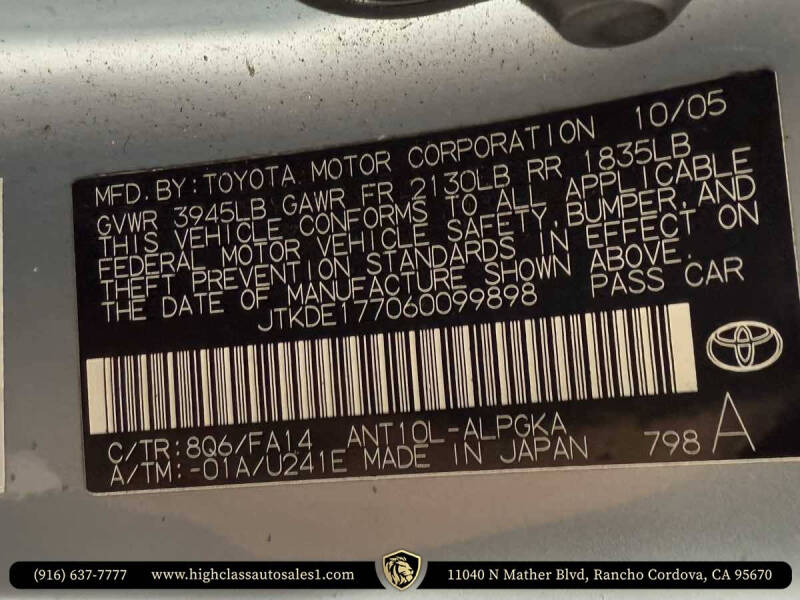 MFD. BY: TOYOTA MOTOR CORPORATION 10/05
GVWR 3945LB GAWR FR 2130LB RR 1835LB
THIS VEHICLE CONFORMS TO ALL APPLICABLE
FEDERAL MOTOR VEHICLE SAFETY, BUMPER, AND
THEFT PREVENTION STANDARDS IN EFFECT ON
THE DATE OF MANUFACTURE SHOWN ABOVE.
JTKDE177060099898 PASS CAR
C/TR: 8Q6/FA14 ANT10L-ALPGKA
A/TM: -01A/U241E MADE IN JAPAN 798 A
(916) 637-7777 www.highclassautosales1.com 11040 N Mather Blvd, Rancho Cordova, CA 95670